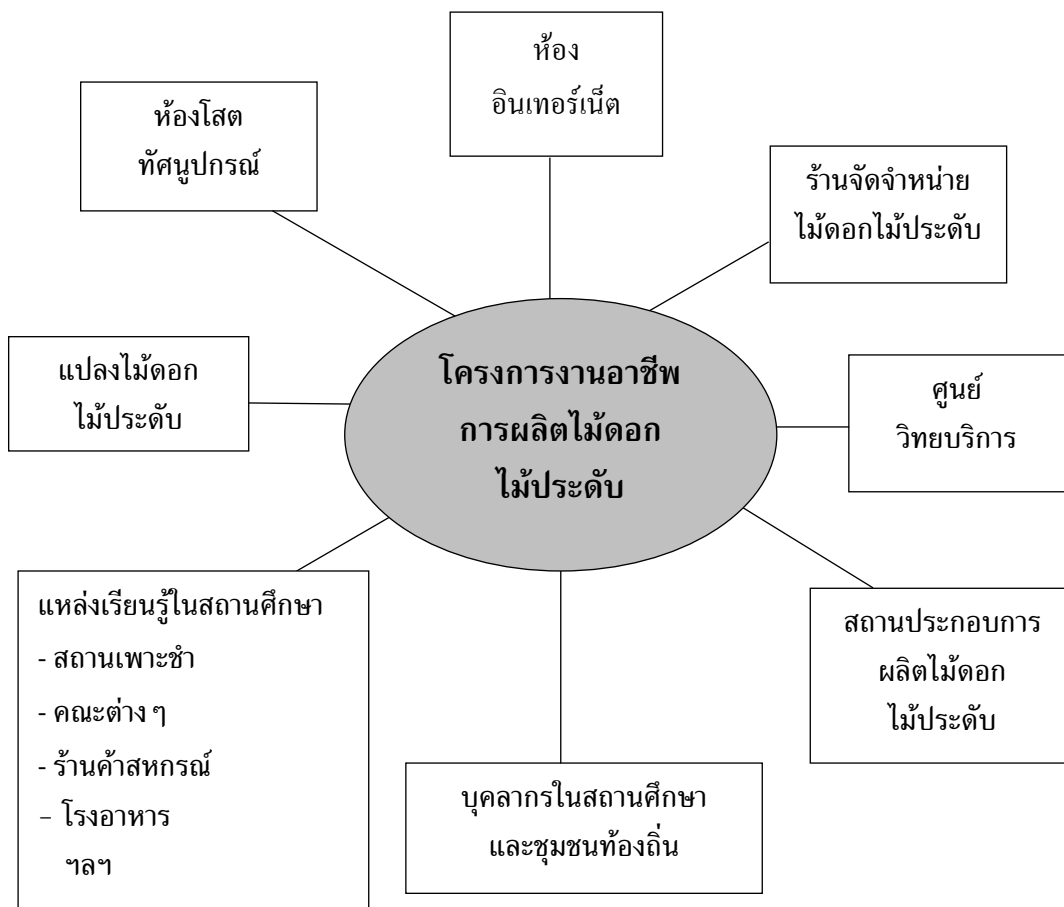 ห้อง
อินเทอร์เน็ต
ห้องโสต
ทัศนูปกรณ์
ร้านจัดจำหน่าย
ไม้ดอกไม้ประดับ
โครงการงานอาชีพ
การผลิตไม้ดอก
ไม้ประดับ
แปลงไม้ดอก
ไม้ประดับ
ศูนย์
วิทยบริการ
แหล่งเรียนรู้ในสถานศึกษา
- สถานเพาะชำ
- คณะต่าง ๆ
- ร้านค้าสหกรณ์
– โรงอาหาร
ฯลฯ
สถานประกอบการ
ผลิตไม้ดอก
ไม้ประดับ
บุคลากรในสถานศึกษา
และชุมชนท้องถิ่น